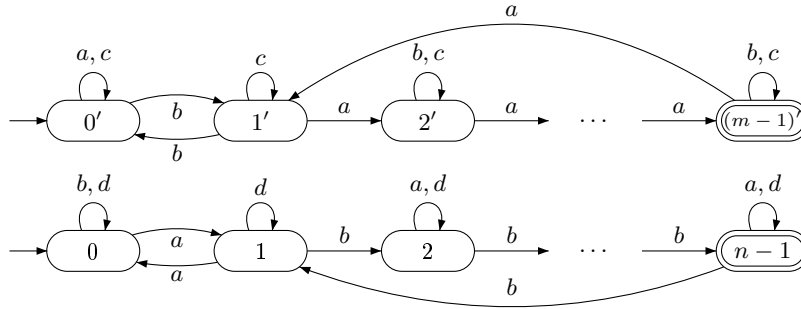 a
a, c c b, c b, c
b
0′ 1′ a 2′ a · · · a (m − 1)′
b
b, d d a, d a, d
a
0 1 b 2 b · · · b n − 1
a
b